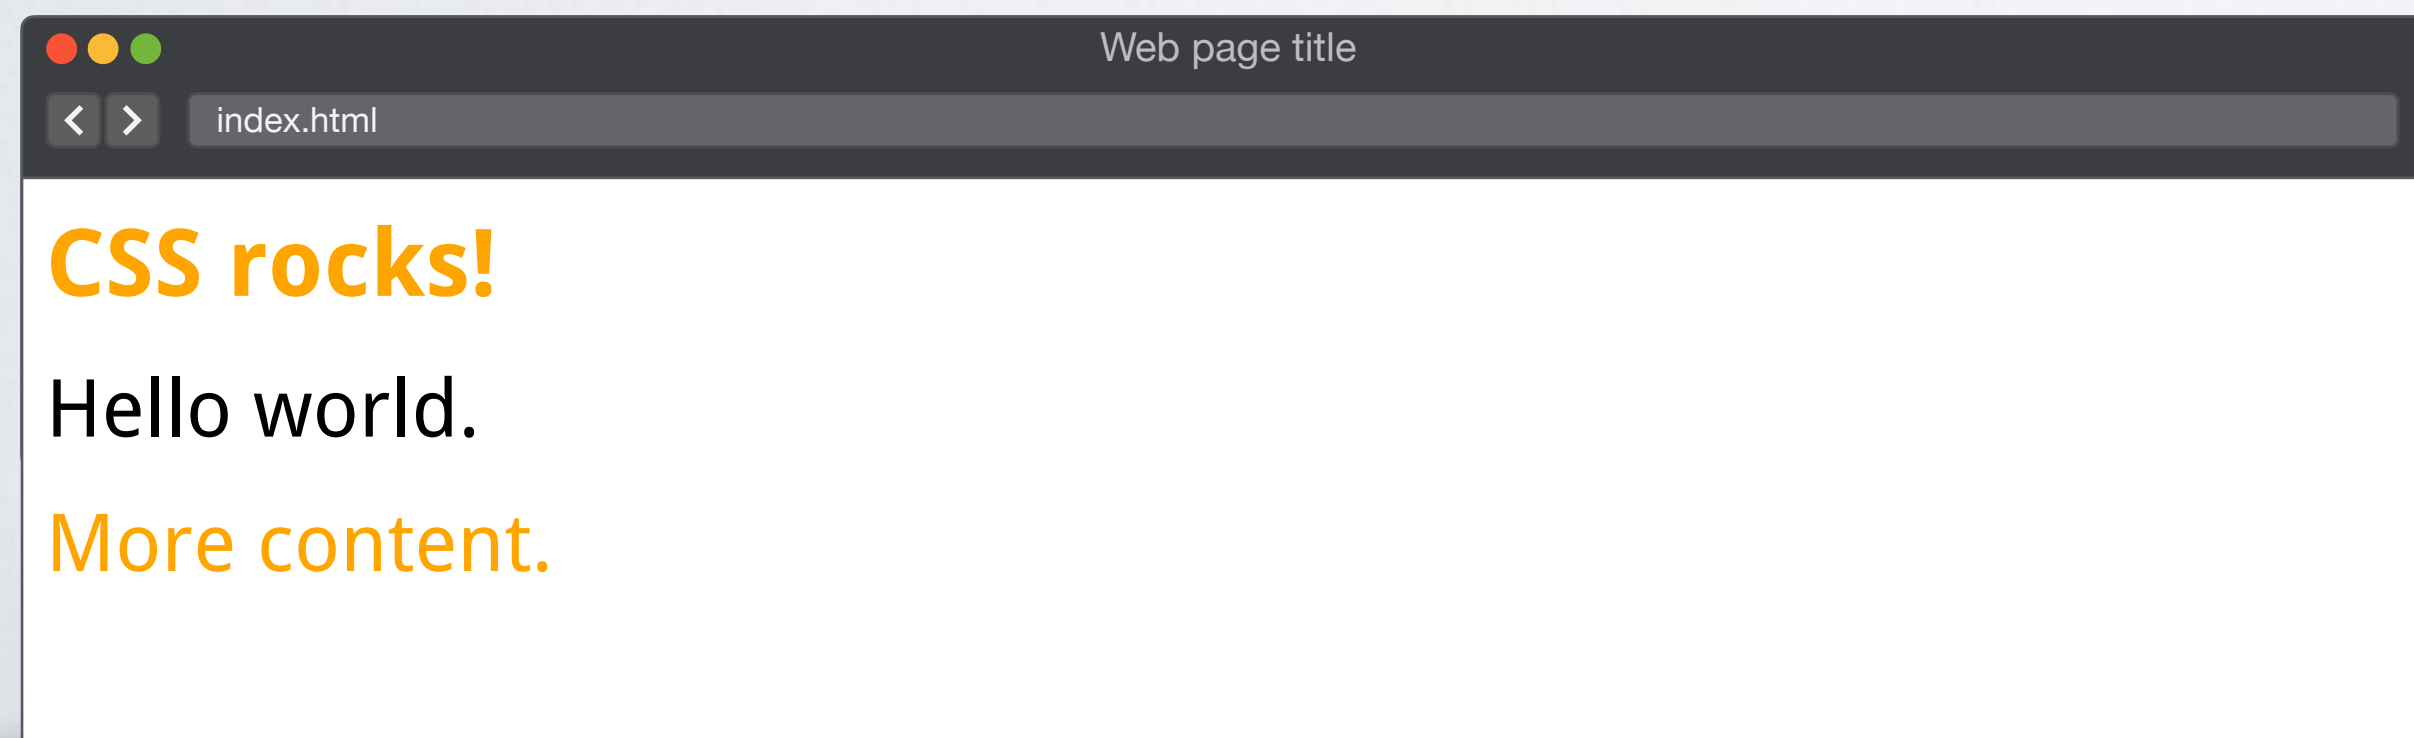 Web page title
index.html
CSS rocks!
Hello world.
More content.